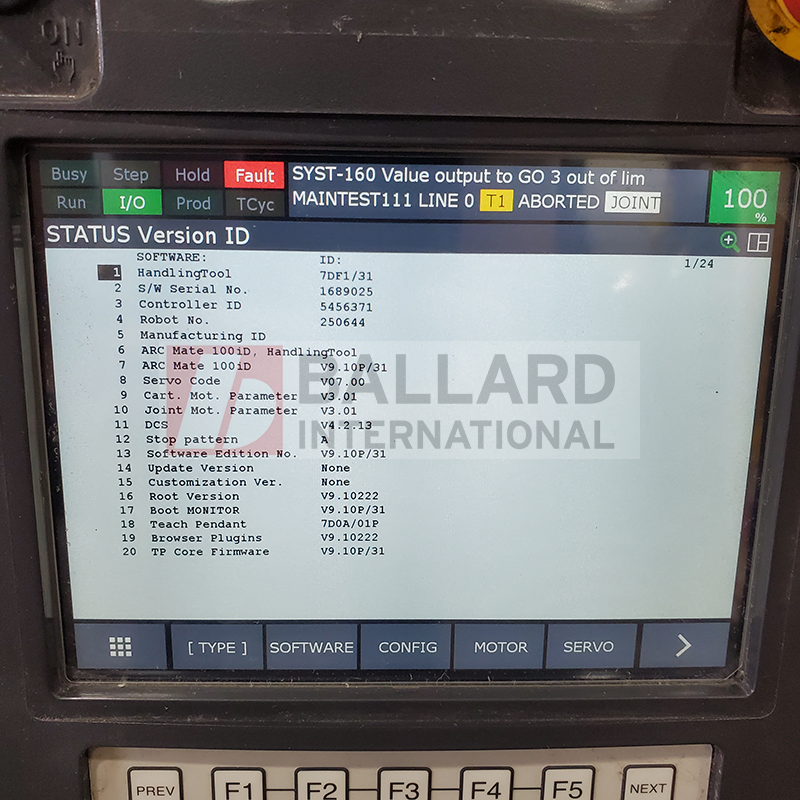 ON
Busy Step Hold Fault SYST-160 Value output to GO 3 out of lim
Run I/O Prod TCyc MAINTEST111 LINE 0 T1 ABORTED JOINT 100 %
STATUS Version ID
SOFTWARE: ID: 1/24
1 HandlingTool 7DF1/31
2 S/W Serial No. 1689025
3 Controller ID 5456371
4 Robot No. 250644
5 Manufacturing ID
6 ARC Mate 100iD, HandlingTool
7 ARC Mate 100iD V9.10P/31
8 Servo Code V07.00
9 Cart. Mot. Parameter V3.01
10 Joint Mot. Parameter V3.01
11 DCS V4.2.13
12 Stop pattern A
13 Software Edition No. V9.10P/31
14 Update Version None
15 Customization Ver. None
16 Root Version V9.10222
17 Boot MONITOR V9.10P/31
18 Teach Pendant 7D0A/01P
19 Browser Plugins V9.10222
20 TP Core Firmware V9.10P/31
BALLARD
INTERNATIONAL
[ TYPE ] SOFTWARE CONFIG MOTOR SERVO >
PREV F1 F2 F3 F4 F5 NEXT